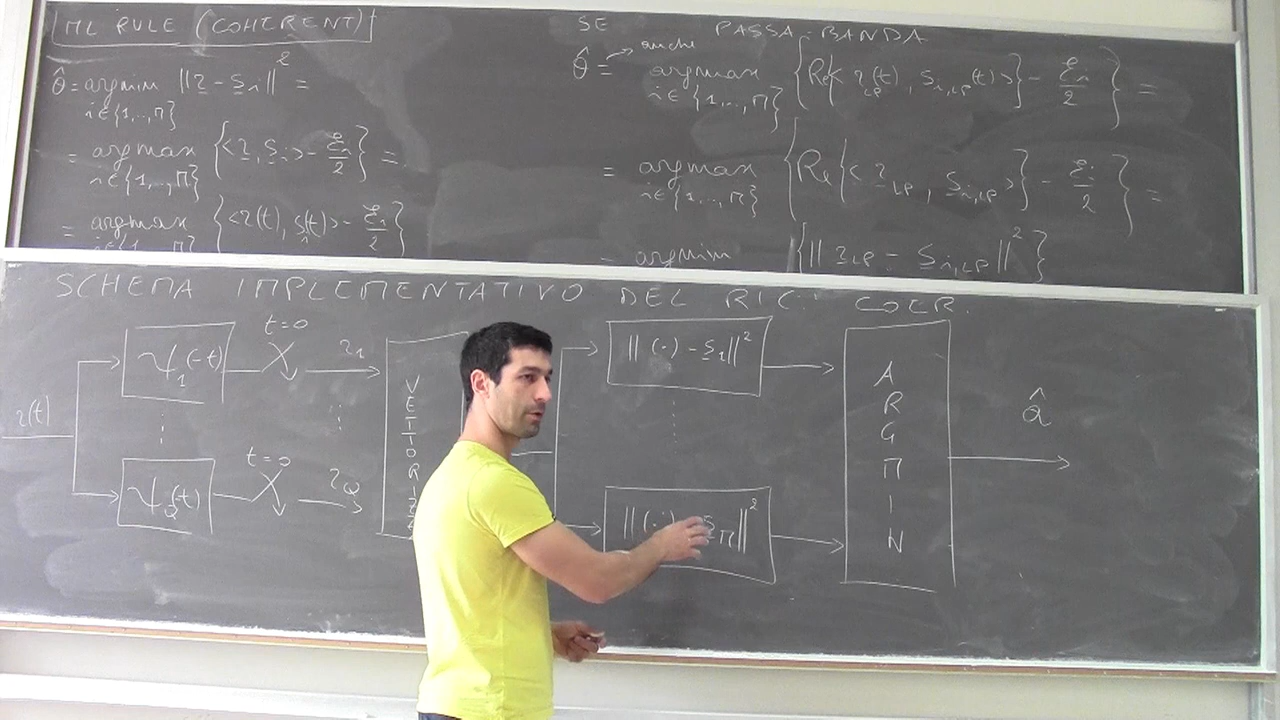 ML RULE (COHERENT)
θ̂ = argmin ||r - s_i||² =
i∈{1,..,M}
= argmax {<r, s_i> - ℰ_i/2} =
i∈{1,..,M}
= argmax {<r(t), s_i(t)> - ℰ_i/2}
i∈{1,..,M}
SE PASSA-BANDA
anche
θ̂ = argmax {Re{<r_LP(t), s_i,LP(t)>} - ℰ_i/2} =
i∈{1,..,M}
= argmax {Re{<r_LP, s_i,LP>} - ℰ_i/2} =
i∈{1,..,M}
= argmin {||r_LP - s_i,LP||²}
SCHEMA IMPLEMENTATIVO DEL RIC. COER.
r(t)
ψ_1(-t)
t=0
r_1
ψ_Q(-t)
t=0
r_Q
||(·) - s_1||²
||(·) - s_M||²
ARGMIN
â